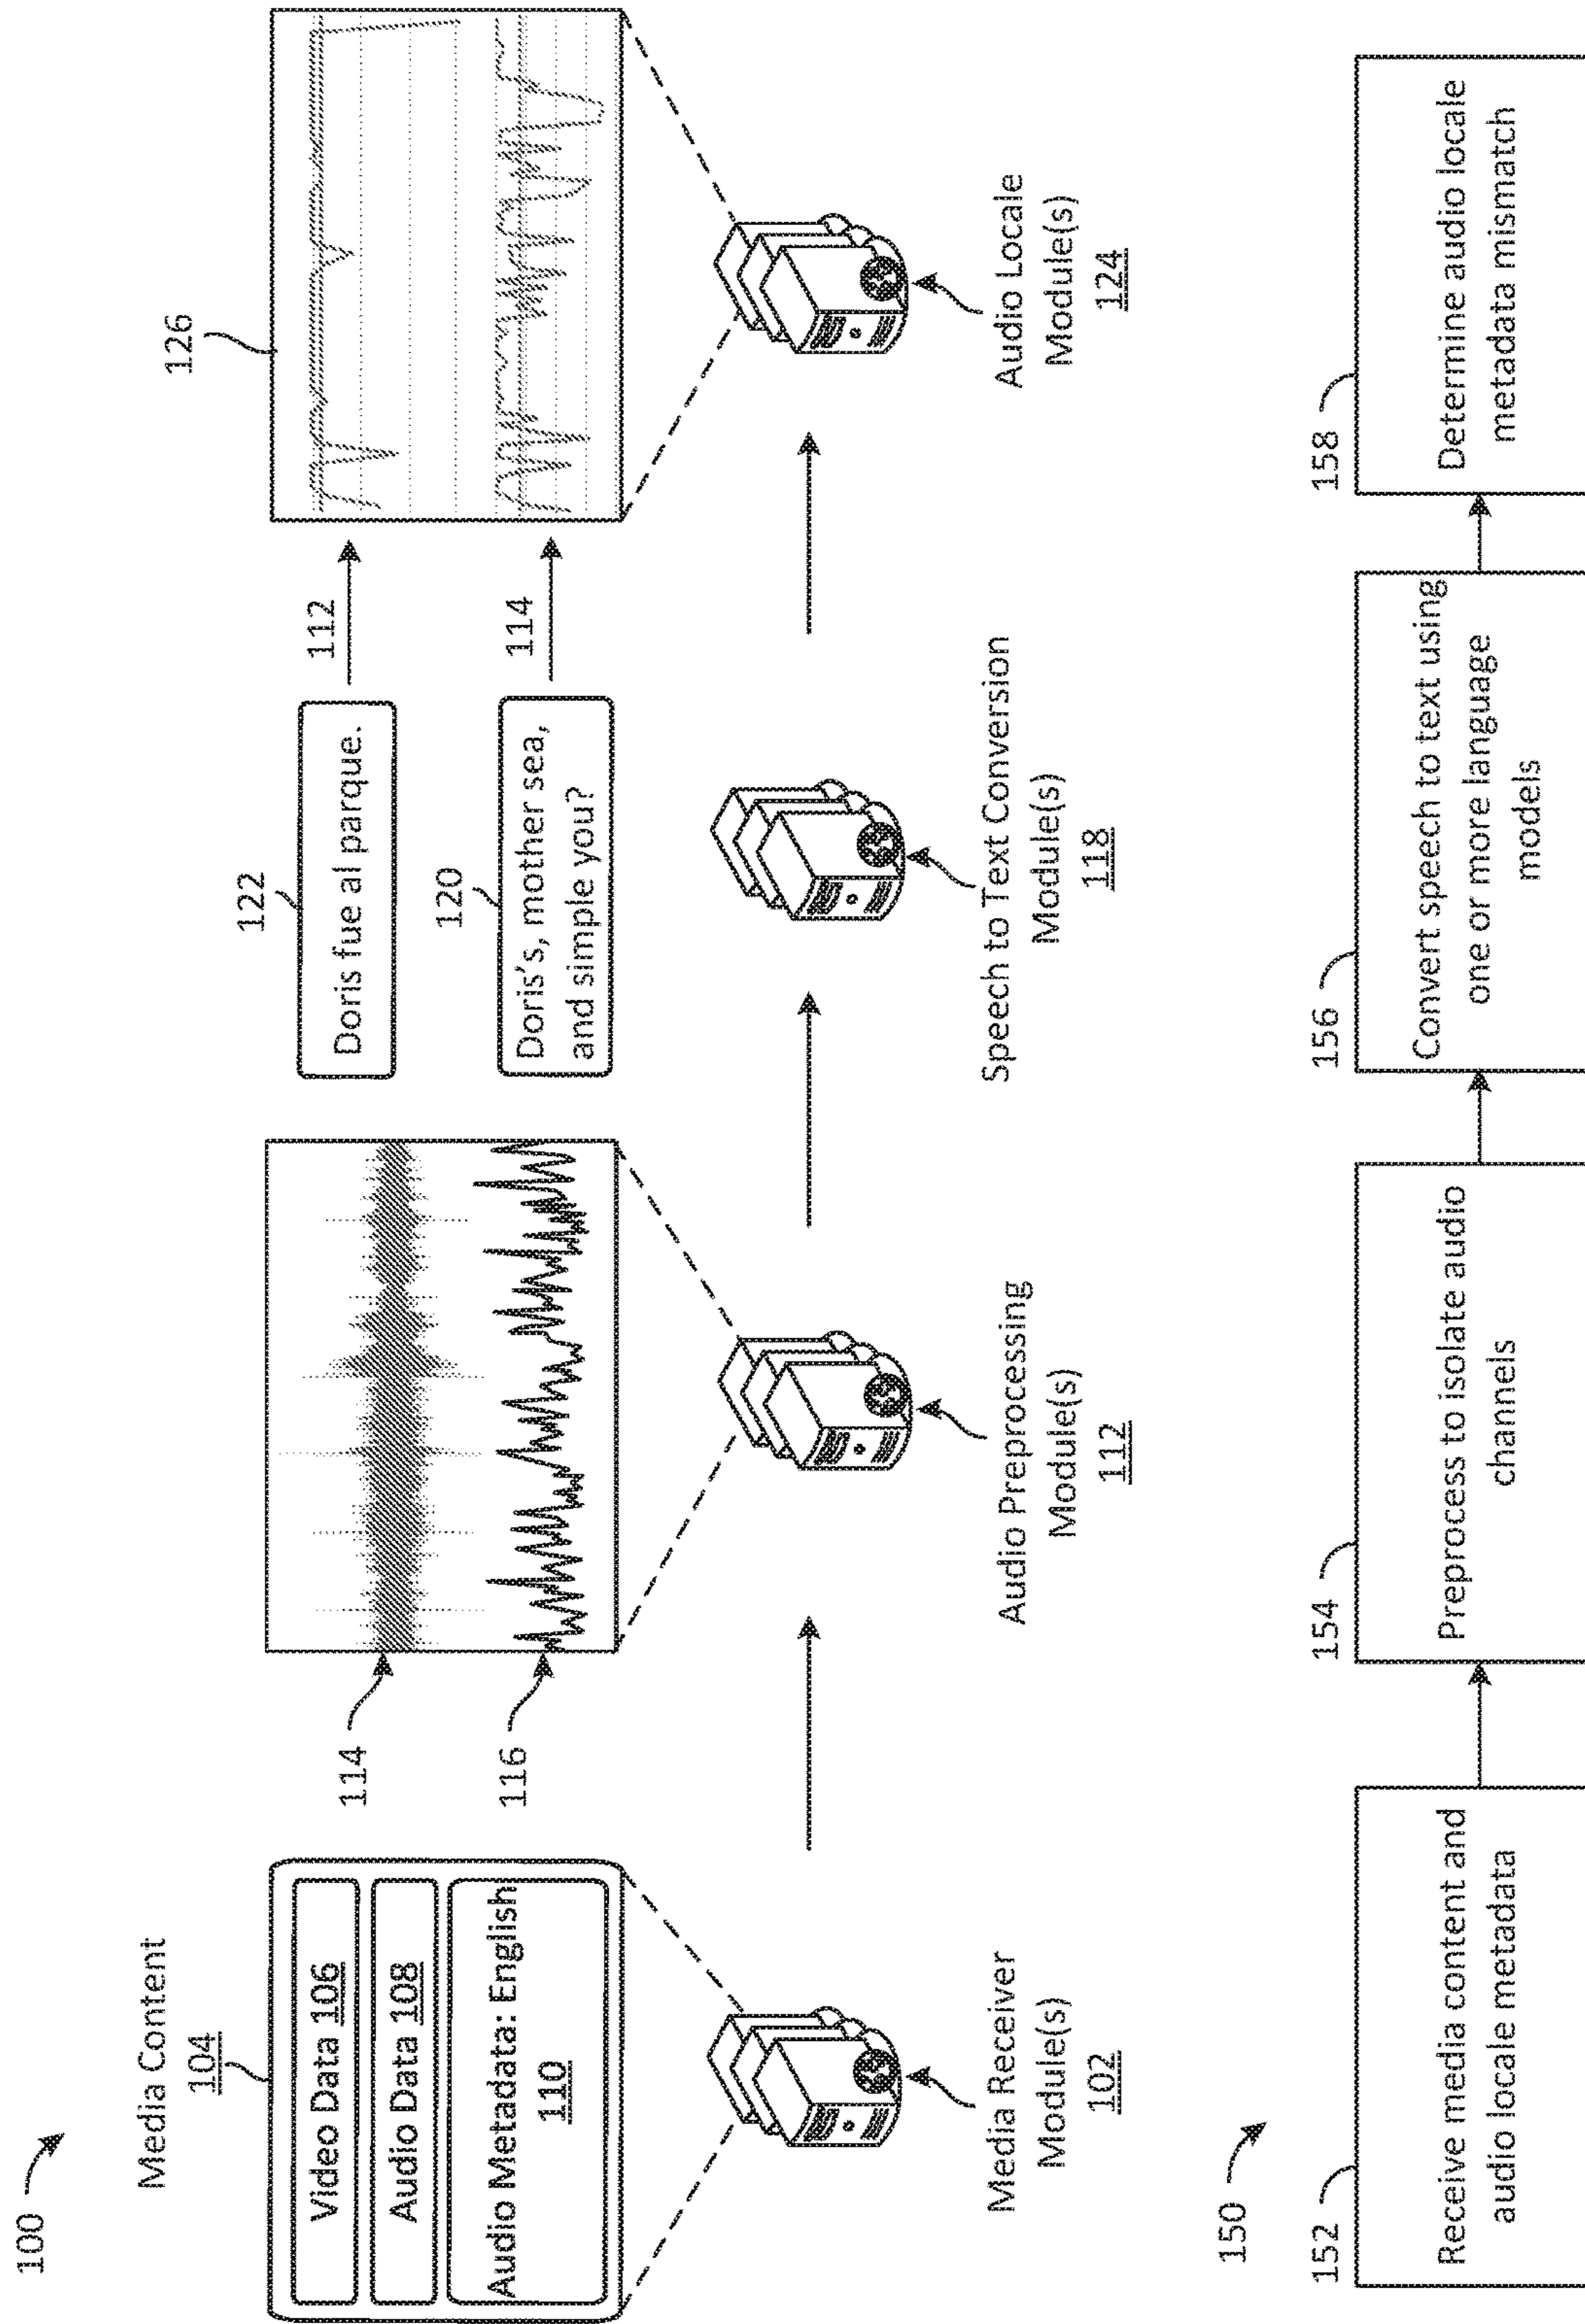 100
Media Content
104
Video Data 106
Audio Data 108
Audio Metadata: English
110
Media Receiver
Module(s)
102
114
116
Audio Preprocessing
Module(s)
112
122
Doris fue al parque.
120
Doris's, mother sea,
and simple you?
Speech to Text Conversion
Module(s)
118
112
114
126
Audio Locale
Module(s)
124
150
152
Receive media content and
audio locale metadata
154
Preprocess to isolate audio
channels
156
Convert speech to text using
one or more language
models
158
Determine audio locale
metadata mismatch